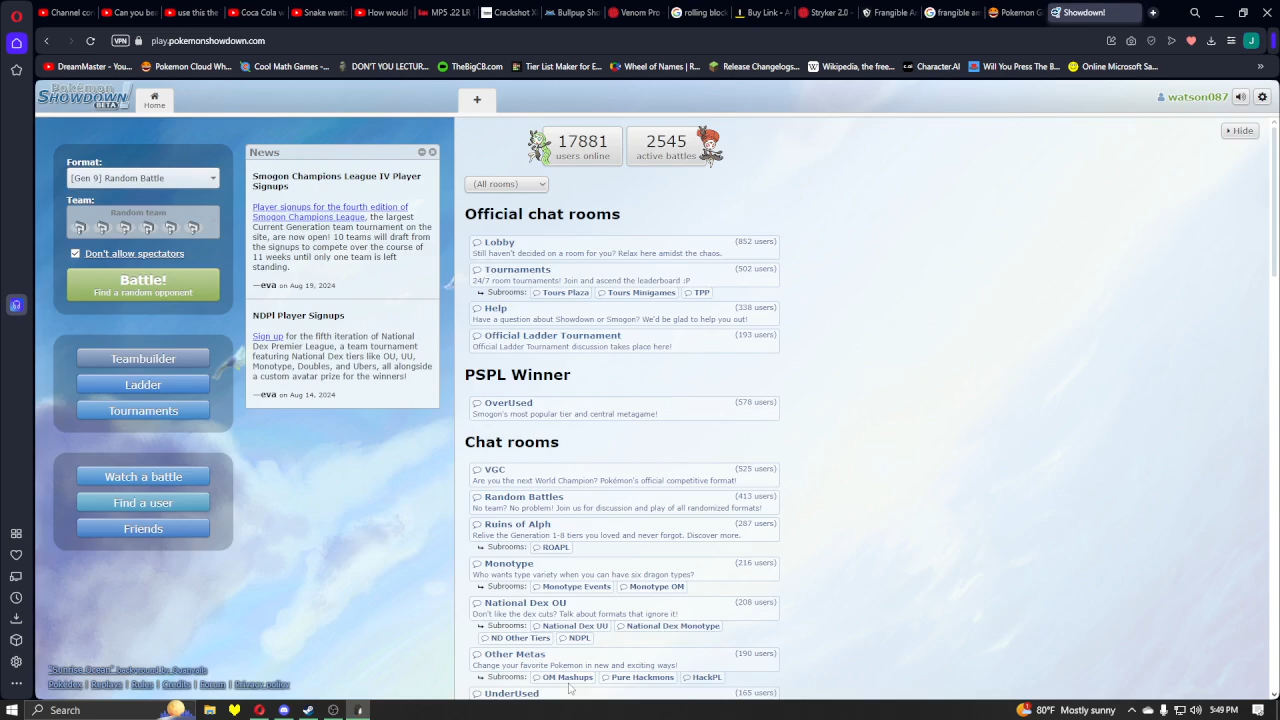 Channel con
Can you be
use this the
Coca Cola v
Snake want
How would
MP5 .22 LR
Crackshot X
Bullpup Sho
Venom Pro
rolling block
Buy Link - A
Stryker 2.0 -
Frangible Ar
frangible am
Pokemon G
Showdown!
VPN play.pokemonshowdown.com
J
DreamMaster - You...
Pokémon Cloud Wh...
Cool Math Games -...
DON'T YOU LECTUR...
TheBigCB.com
Tier List Maker for E...
Wheel of Names | R...
Release Changelogs...
Wikipedia, the free...
Character.AI
Will You Press The B...
Online Microsoft Sa...
Pokémon
SHOWDOWN
BETA
Home
+
watson087
Format:
[Gen 9] Random Battle
Team:
Random team
Don't allow spectators
Battle!
Find a random opponent
Teambuilder
Ladder
Tournaments
Watch a battle
Find a user
Friends
News
Smogon Champions League IV Player
Signups
Player signups for the fourth edition of
Smogon Champions League, the largest
Current Generation team tournament on
the site, are now open! 10 teams will draft from
the signups to compete over the course of
11 weeks until only one team is left
standing.
—eva on Aug 19, 2024
NDPL Player Signups
Sign up for the fifth iteration of National
Dex Premier League, a team tournament
featuring National Dex tiers like OU, UU,
Monotype, Doubles, and Ubers, all alongside
a custom avatar prize for the winners!
—eva on Aug 14, 2024
17881
users online
2545
active battles
Hide
(All rooms)
Official chat rooms
Lobby (852 users)
Still haven't decided on a room for you? Relax here amidst the chaos.
Tournaments (502 users)
24/7 room tournaments! Join and ascend the leaderboard :P
Subrooms: Tours Plaza Tours Minigames TPP
Help (338 users)
Have a question about Showdown or Smogon? We'd be glad to help you out!
Official Ladder Tournament (193 users)
Official Ladder Tournament discussion takes place here!
PSPL Winner
OverUsed (578 users)
Smogon's most popular tier and central metagame!
Chat rooms
VGC (525 users)
Are you the next World Champion? Pokémon's official competitive format!
Random Battles (413 users)
No team? No problem! Join us for discussion and play of all randomized formats!
Ruins of Alph (287 users)
Relive the Generation 1-8 tiers you loved and never forgot. Discover more.
Subrooms: ROAPL
Monotype (216 users)
Who wants type variety when you can have six dragon types?
Subrooms: Monotype Events Monotype OM
National Dex OU (208 users)
Don't like the dex cuts? Talk about formats that ignore it!
Subrooms: National Dex UU National Dex Monotype
ND Other Tiers NDPL
Other Metas (190 users)
Change your favorite Pokemon in new and exciting ways!
Subrooms: OM Mashups Pure Hackmons HackPL
UnderUsed (165 users)
"Sunrise Ocean" background by Quanyails
Pokédex | Replays | Rules | Credits | Forum | Privacy policy
Search
80°F Mostly sunny
5:49 PM